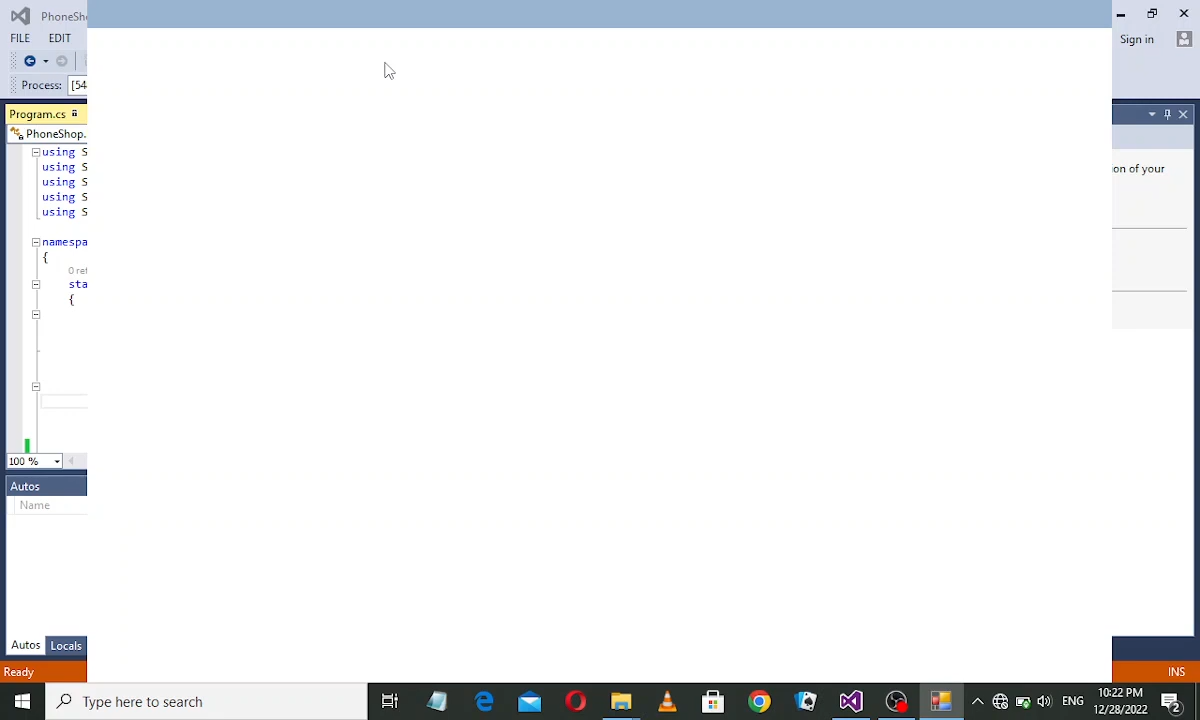 PhoneSh
FILE EDIT
Sign in
Process: [54
Program.cs
PhoneShop.
using S
using S
using S
using S
using S
on of your
namespa
{
0 ref
sta
{
100 %
Autos
Name
Autos Locals
Ready
INS
Type here to search
ENG
10:22 PM
12/28/2022
2